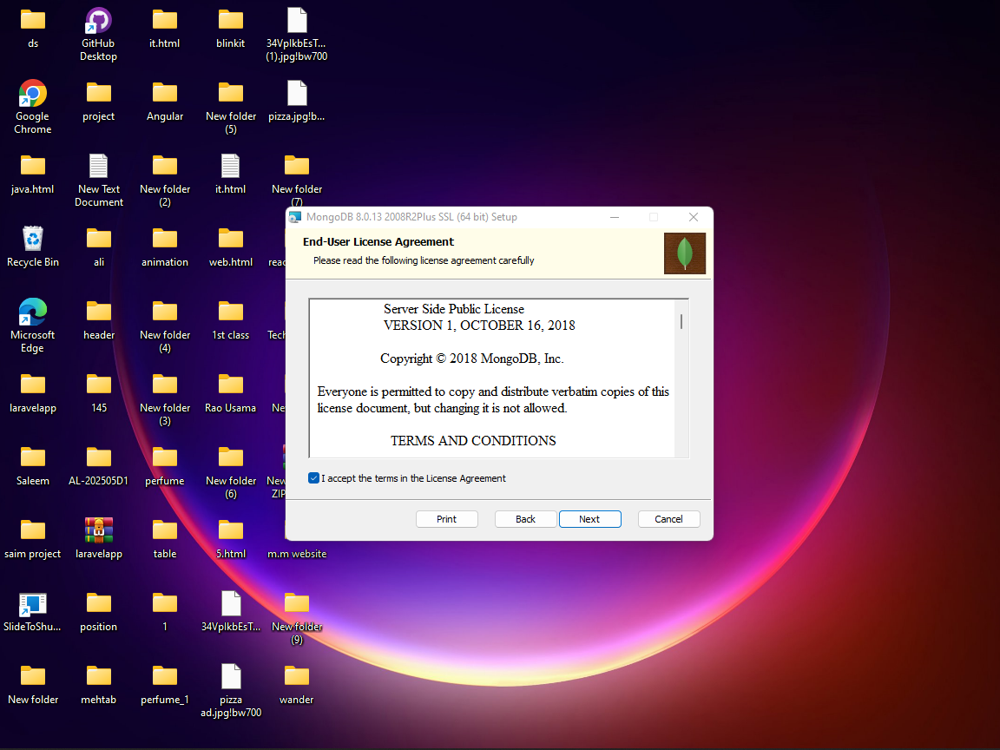 ds
GitHub
Desktop
it.html
blinkit
34VplkbEsT...
(1).jpg!bw700
Google
Chrome
project
Angular
New folder
(5)
pizza.jpg!b...
java.html
New Text
Document
New folder
(2)
it.html
New folder
(7)
Recycle Bin
ali
animation
web.html
reac
Microsoft
Edge
header
New folder
(4)
1st class
Tech
laravelapp
145
New folder
(3)
Rao Usama
Nev
Saleem
AL-202505D1
perfume
New folder
(6)
New
ZIP
saim project
laravelapp
table
5.html
m.m website
SlideToShu...
position
1
34VplkbEsT...
New folder
(9)
New folder
mehtab
perfume_1
pizza
ad.jpg!bw700
wander
MongoDB 8.0.13 2008R2Plus SSL (64 bit) Setup
End-User License Agreement
Please read the following license agreement carefully
Server Side Public License
VERSION 1, OCTOBER 16, 2018
Copyright © 2018 MongoDB, Inc.
Everyone is permitted to copy and distribute verbatim copies of this
license document, but changing it is not allowed.
TERMS AND CONDITIONS
I accept the terms in the License Agreement
Print
Back
Next
Cancel